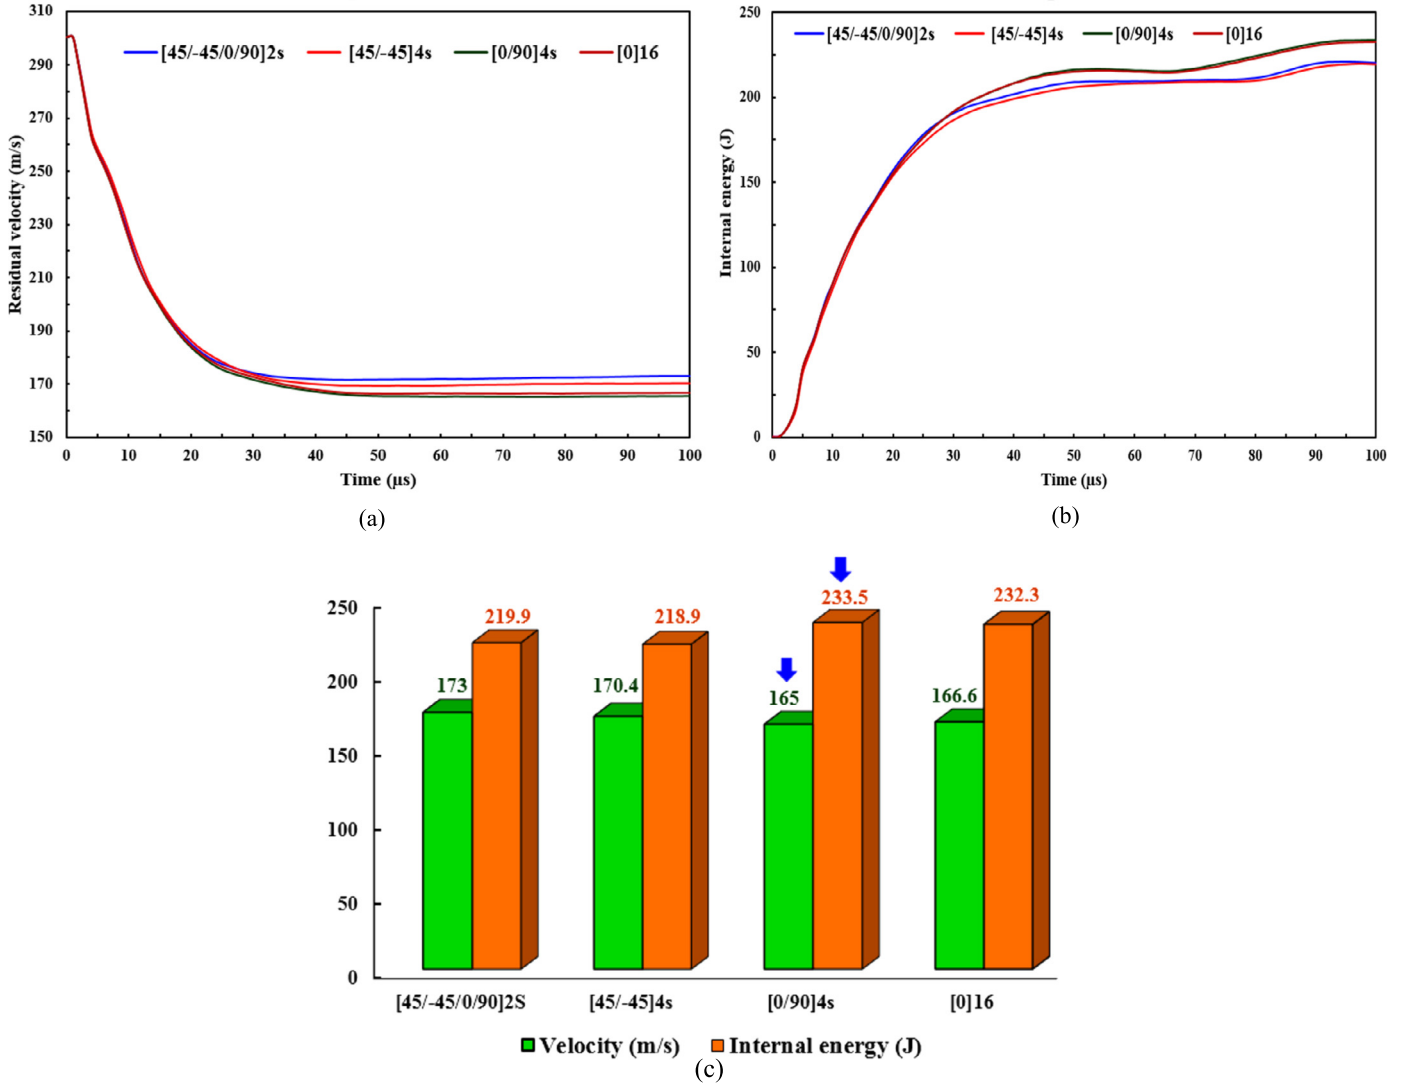 310
290
270
250
230
210
190
170
150
Residual velocity (m/s)
[45/-45/0/90]2s [45/-45]4s [0/90]4s [0]16
0 10 20 30 40 50 60 70 80 90 100
Time (µs)
(a)
250
200
150
100
50
0
Internal energy (J)
[45/-45/0/90]2s [45/-45]4s [0/90]4s [0]16
0 10 20 30 40 50 60 70 80 90 100
Time (µs)
(b)
250
200
150
100
50
0
173 219.9 170.4 218.9 165 233.5 166.6 232.3
[45/-45/0/90]2S [45/-45]4s [0/90]4s [0]16
Velocity (m/s) Internal energy (J)
(c)